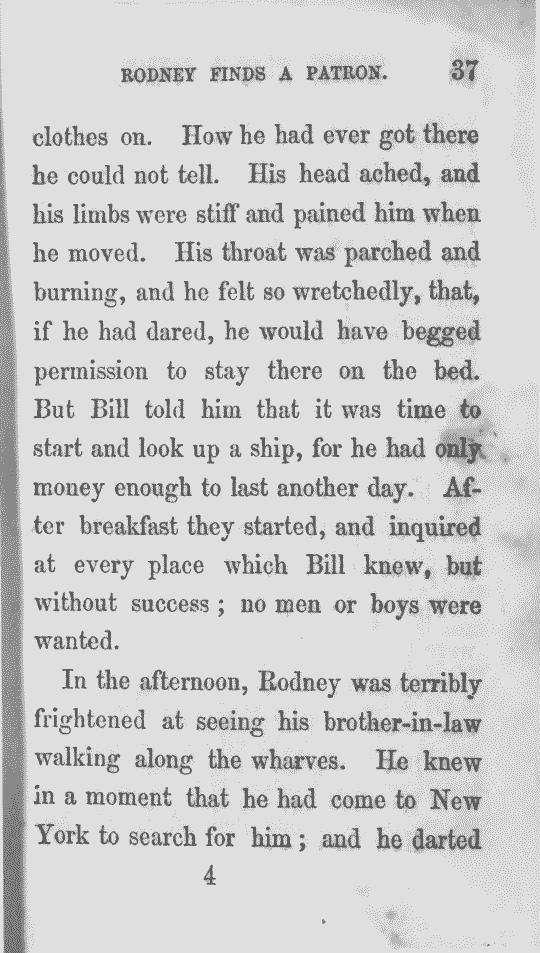 RODNEY FINDS A PATRON. 37
clothes on. How he had ever got there
he could not tell. His head ached, and
his limbs were stiff and pained him when
he moved. His throat was parched and
burning, and he felt so wretchedly, that,
if he had dared, he would have begged
permission to stay there on the bed.
But Bill told him that it was time to
start and look up a ship, for he had only
money enough to last another day. Af-
ter breakfast they started, and inquired
at every place which Bill knew, but
without success ; no men or boys were
wanted.
In the afternoon, Rodney was terribly
frightened at seeing his brother-in-law
walking along the wharves. He knew
in a moment that he had come to New
York to search for him ; and he darted
4